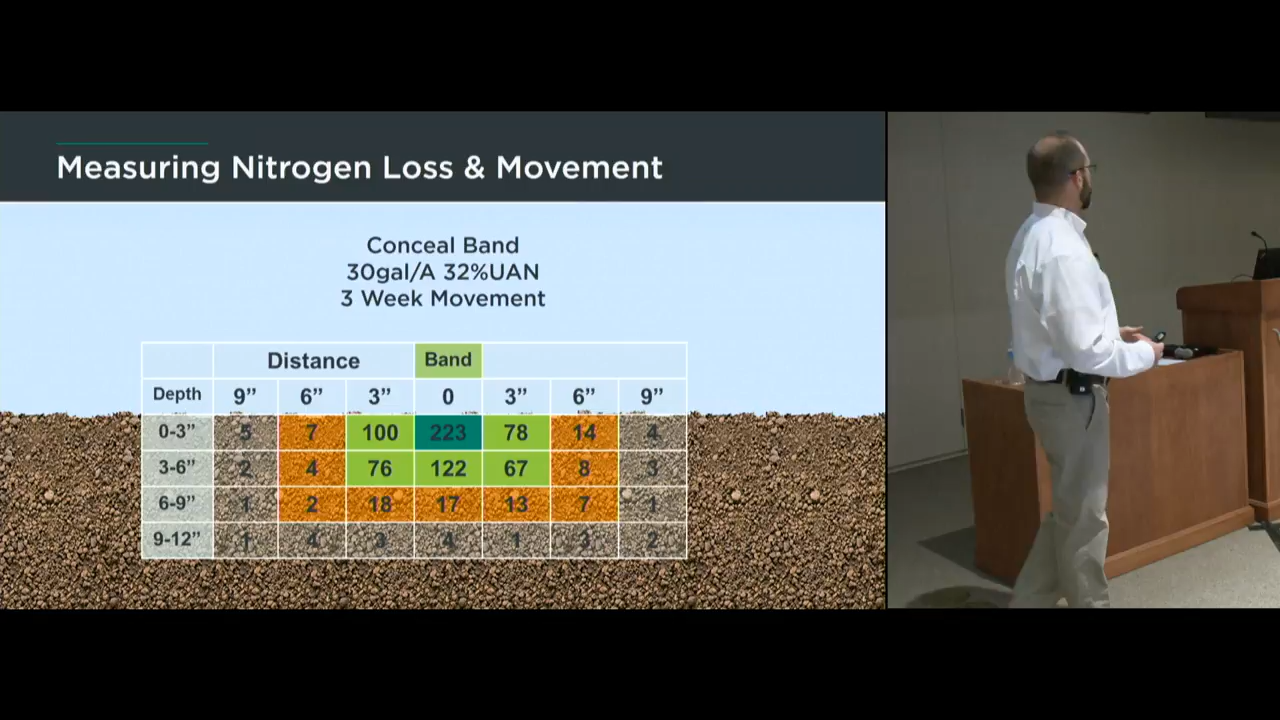 Measuring Nitrogen Loss & Movement
Conceal Band
30gal/A 32%UAN
3 Week Movement
Distance Band
Depth 9” 6” 3” 0 3” 6” 9”
0-3” 5 7 100 223 78 14 4
3-6” 2 4 76 122 67 8 3
6-9” 1 2 18 17 13 7 1
9-12” 1 4 3 4 1 3 2